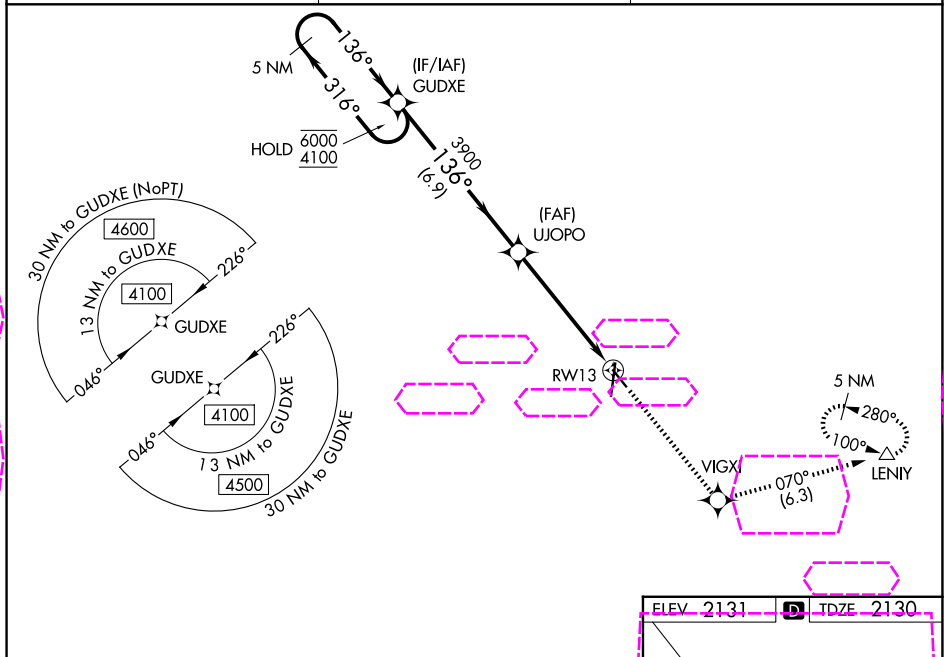 136°
5 NM
316°
(IF/IAF)
GUDXE
HOLD 6000
4100
3900
136°
(6.9)
(FAF)
UJOPO
30 NM to GUDXE (NoPT)
4600
13 NM to GUDXE
4100
226°
GUDXE
046°
226°
GUDXE
4100
046°
13 NM to GUDXE
4500
30 NM to GUDXE
RW13
5 NM
280°
100°
LENIY
VIGXI
070°
(6.3)
ELEV 2131 D TDZE 2130